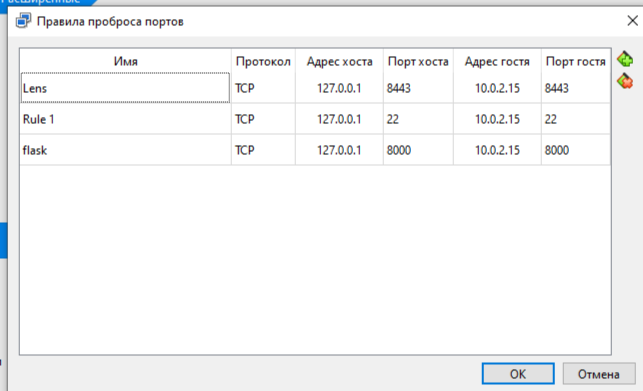 Расширенные
Правила проброса портов
Имя Протокол Адрес хоста Порт хоста Адрес гостя Порт гостя
Lens TCP 127.0.0.1 8443 10.0.2.15 8443
Rule 1 TCP 127.0.0.1 22 10.0.2.15 22
flask TCP 127.0.0.1 8000 10.0.2.15 8000
OK Отмена